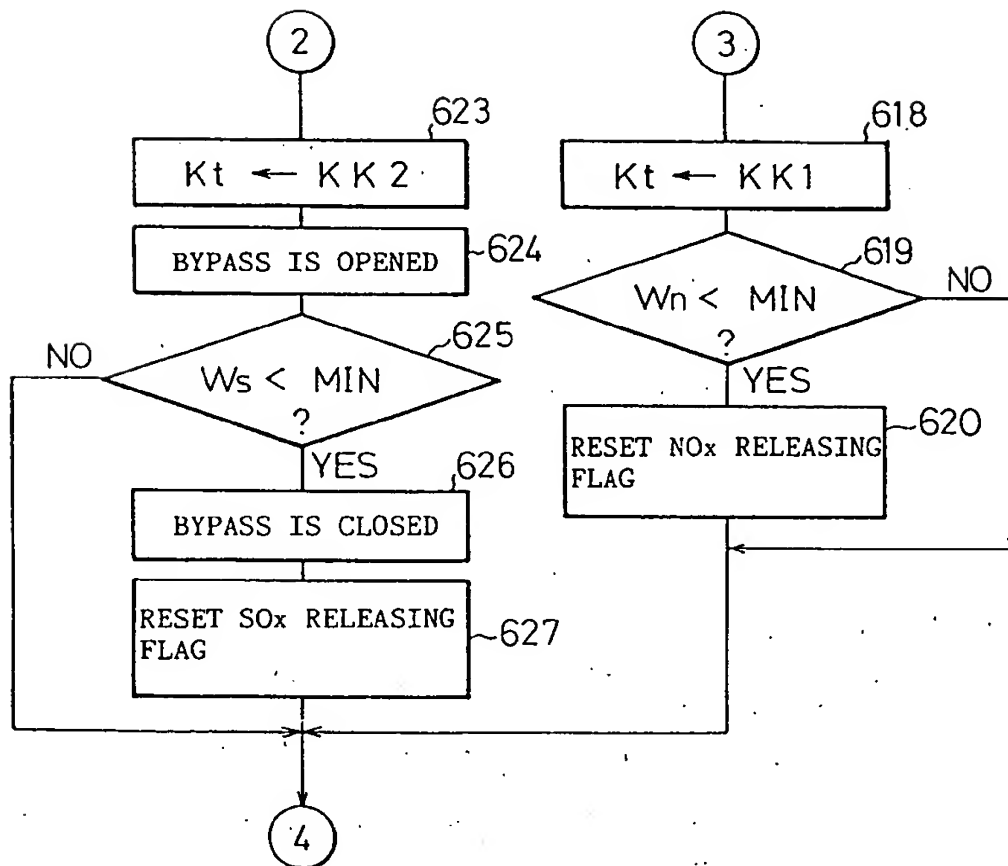 2
623
Kt ← KK2
624
BYPASS IS OPENED
625
NO
Ws < MIN
?
YES
626
BYPASS IS CLOSED
RESET SOx RELEASING
FLAG
627
4
3
618
Kt ← KK1
619
NO
Wn < MIN
?
YES
620
RESET NOx RELEASING
FLAG